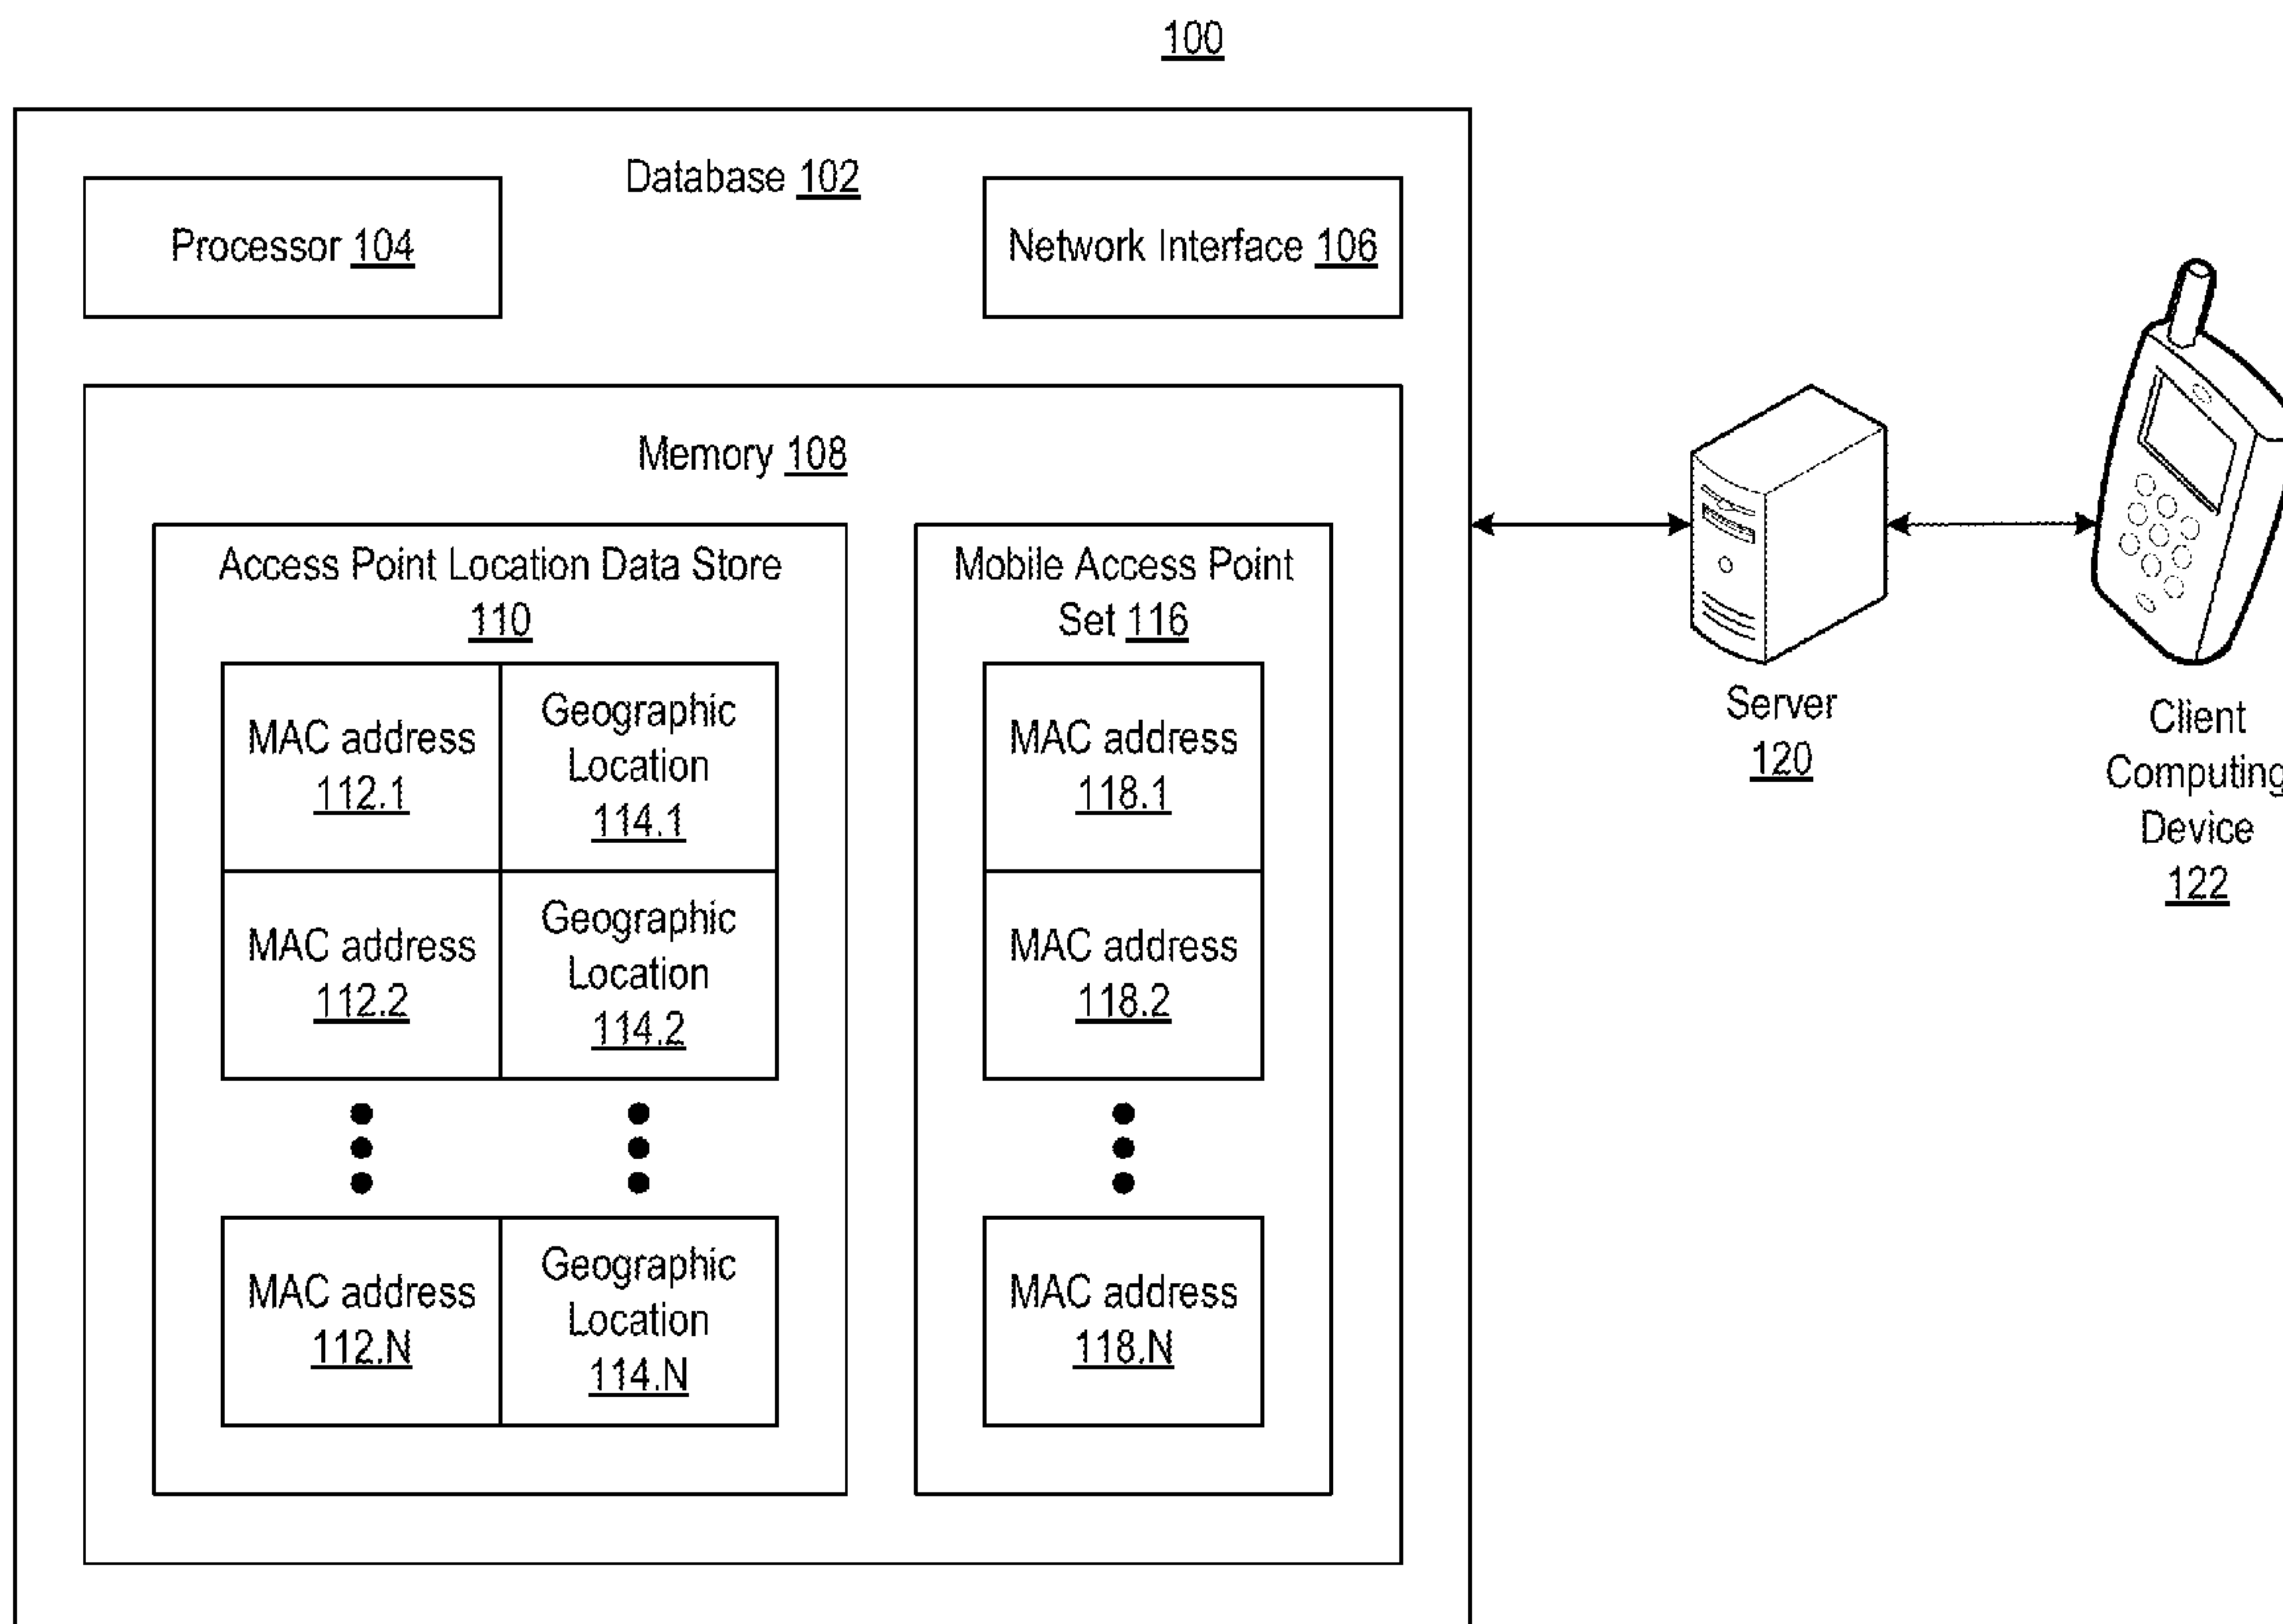 100
Database 102
Processor 104
Network Interface 106
Memory 108
Access Point Location Data Store
110
MAC address
112.1
Geographic
Location
114.1
MAC address
112.2
Geographic
Location
114.2
MAC address
112.N
Geographic
Location
114.N
Mobile Access Point
Set 116
MAC address
118.1
MAC address
118.2
MAC address
118.N
Server
120
Client
Computing
Device
122